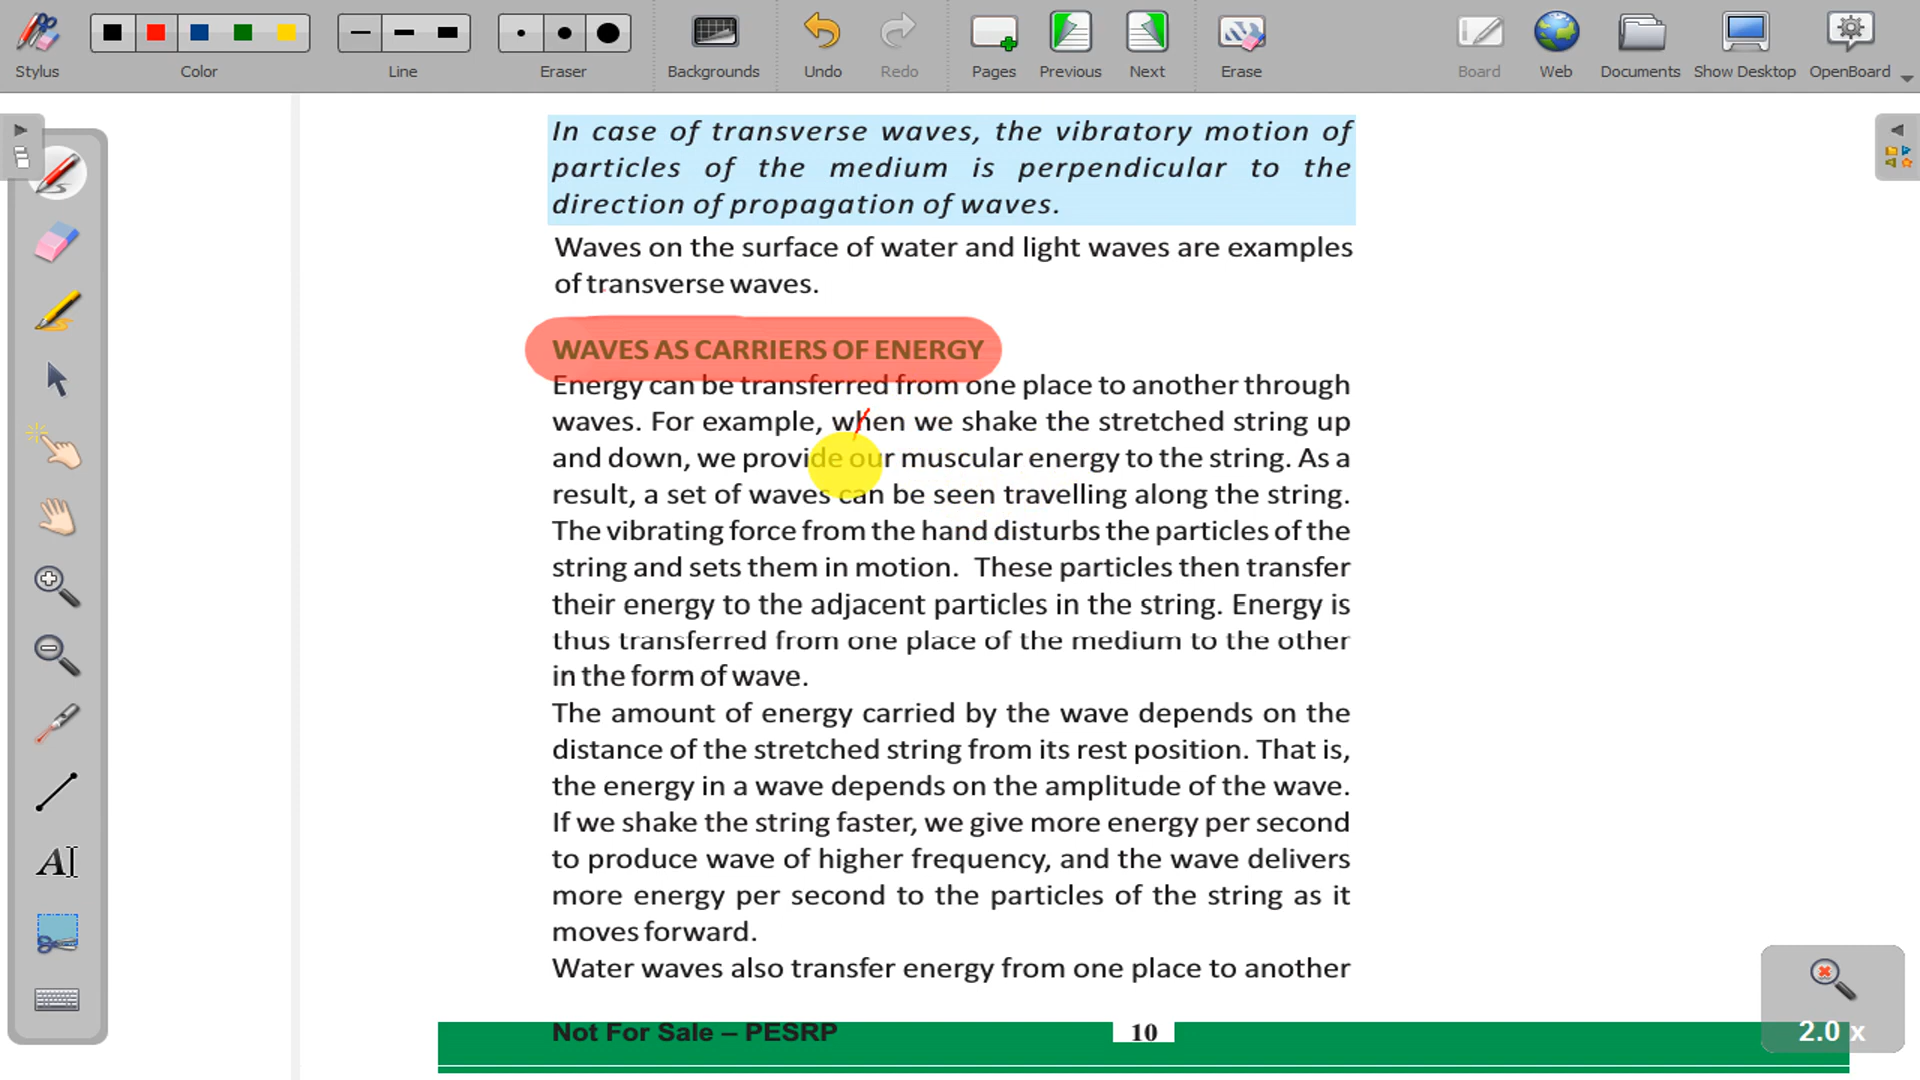 Stylus
Color
Line
Eraser
Backgrounds
Undo
Redo
Pages
Previous
Next
Erase
Board
Web
Documents
Show Desktop
OpenBoard
In case of transverse waves, the vibratory motion of
particles of the medium is perpendicular to the
direction of propagation of waves.
Waves on the surface of water and light waves are examples
of transverse waves.
WAVES AS CARRIERS OF ENERGY
Energy can be transferred from one place to another through
waves. For example, when we shake the stretched string up
and down, we provide our muscular energy to the string. As a
result, a set of waves can be seen travelling along the string.
The vibrating force from the hand disturbs the particles of the
string and sets them in motion. These particles then transfer
their energy to the adjacent particles in the string. Energy is
thus transferred from one place of the medium to the other
in the form of wave.
The amount of energy carried by the wave depends on the
distance of the stretched string from its rest position. That is,
the energy in a wave depends on the amplitude of the wave.
If we shake the string faster, we give more energy per second
to produce wave of higher frequency, and the wave delivers
more energy per second to the particles of the string as it
moves forward.
Water waves also transfer energy from one place to another
Not For Sale – PESRP
10
2.0 x